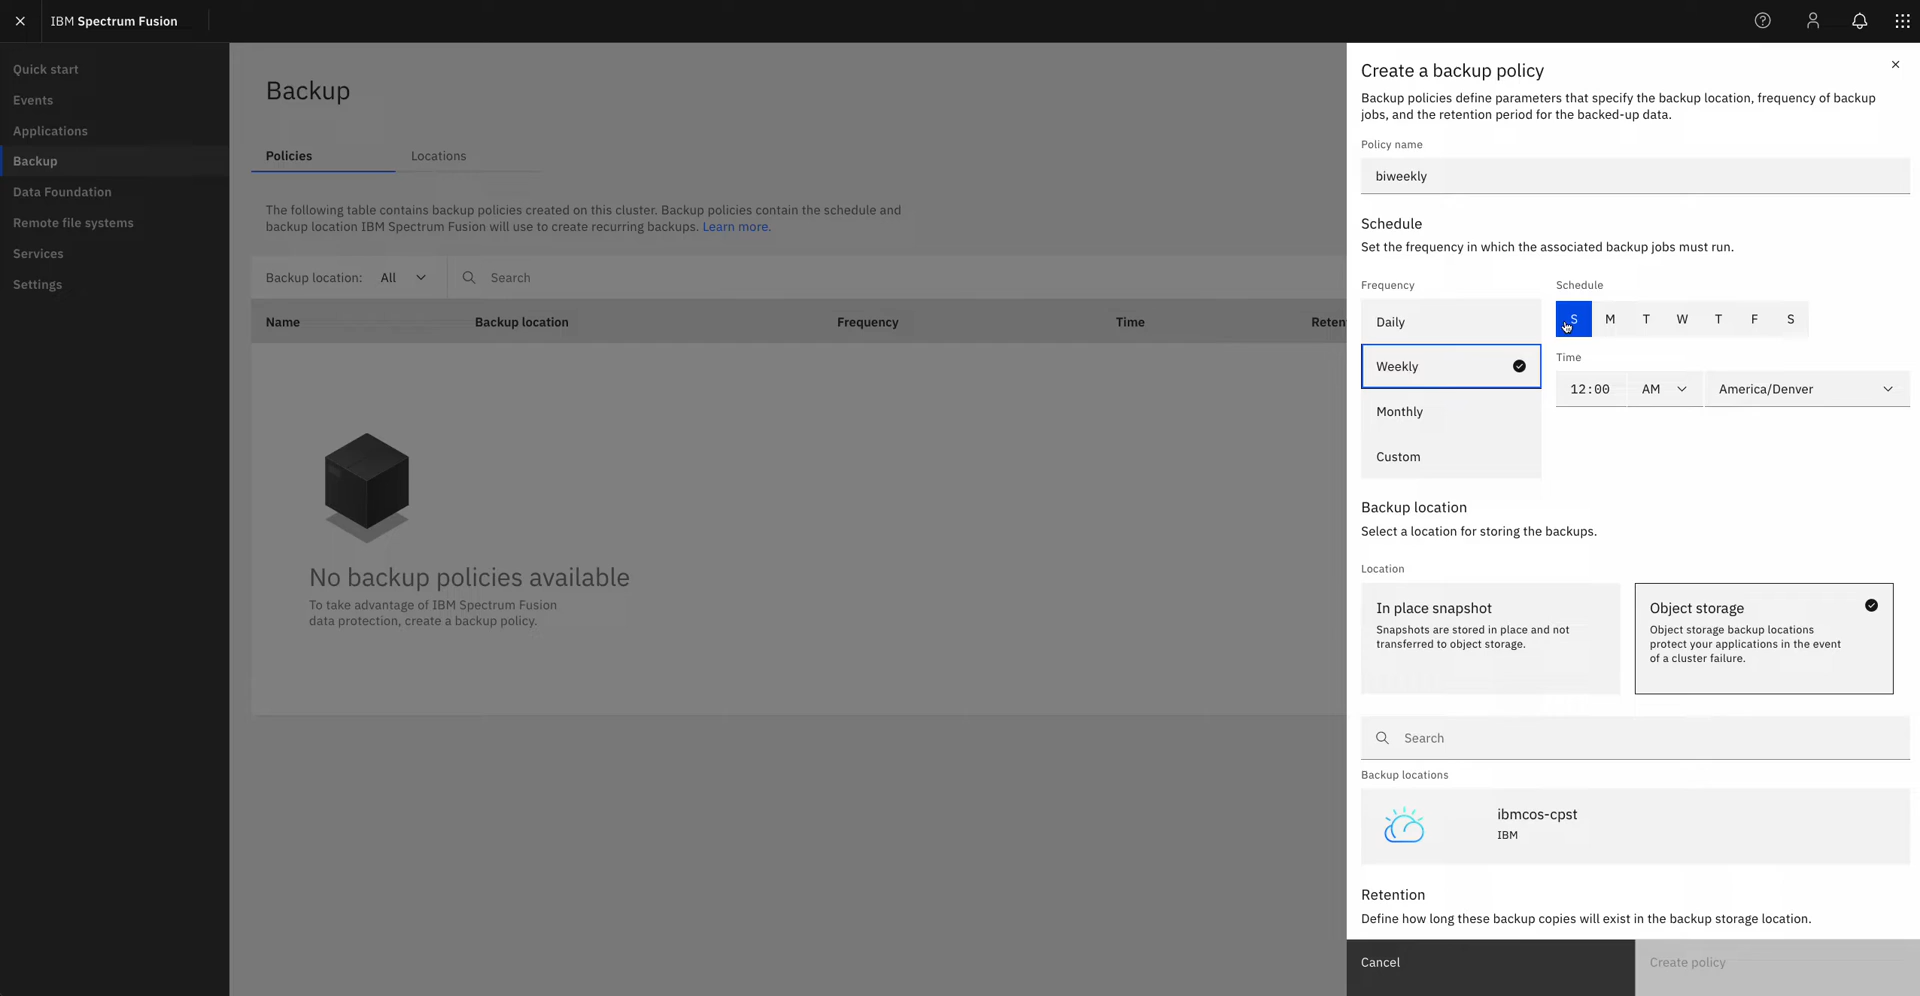 IBM Spectrum Fusion
Quick start
Events
Applications
Backup
Data Foundation
Remote file systems
Services
Settings
Backup
Policies
Locations
The following table contains backup policies created on this cluster. Backup policies contain the schedule and
backup location IBM Spectrum Fusion will use to create recurring backups. Learn more.
Backup location: All
Search
Name
Backup location
Frequency
Time
Reten
No backup policies available
To take advantage of IBM Spectrum Fusion
data protection, create a backup policy.
Create a backup policy
Backup policies define parameters that specify the backup location, frequency of backup
jobs, and the retention period for the backed-up data.
Policy name
biweekly
Schedule
Set the frequency in which the associated backup jobs must run.
Frequency
Daily
Weekly
Monthly
Custom
Schedule
S M T W T F S
Time
12:00 AM America/Denver
Backup location
Select a location for storing the backups.
Location
In place snapshot
Snapshots are stored in place and not
transferred to object storage.
Object storage
Object storage backup locations
protect your applications in the event
of a cluster failure.
Search
Backup locations
ibmcos-cpst
IBM
Retention
Define how long these backup copies will exist in the backup storage location.
Cancel
Create policy